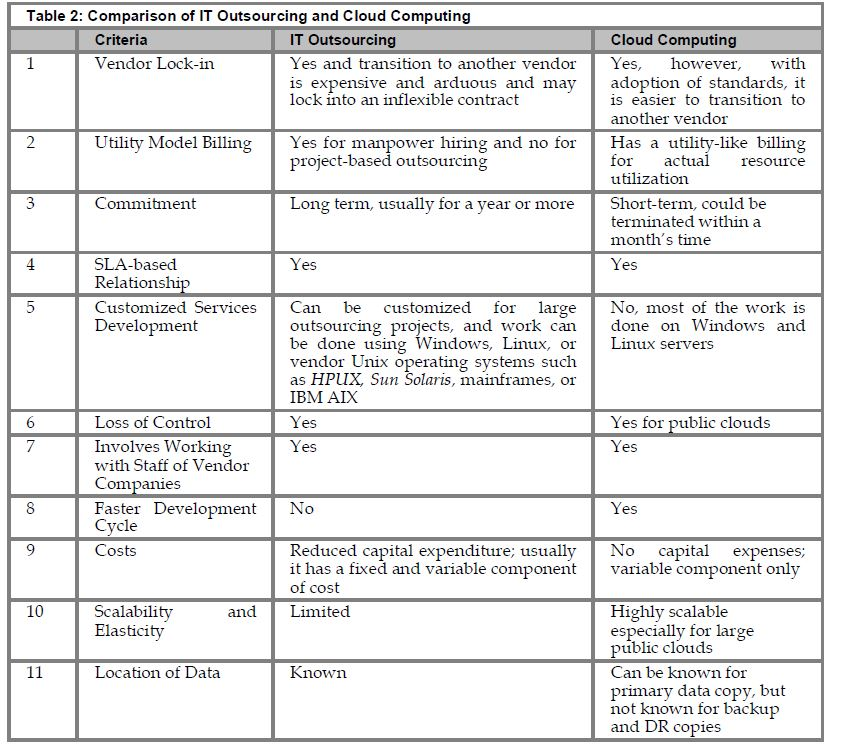 Table 2: Comparison of IT Outsourcing and Cloud Computing
Criteria IT Outsourcing Cloud Computing
1 Vendor Lock-in Yes and transition to another vendor Yes, however, with
is expensive and arduous and may adoption of standards, it
lock into an inflexible contract is easier to transition to
another vendor
2 Utility Model Billing Yes for manpower hiring and no for Has a utility-like billing
project-based outsourcing for actual resource
utilization
3 Commitment Long term, usually for a year or more Short-term, could be
terminated within a
month's time
4 SLA-based Yes Yes
Relationship
5 Customized Services Can be customized for large No, most of the work is
Development outsourcing projects, and work can done on Windows and
be done using Windows, Linux, or Linux servers
vendor Unix operating systems such
as HPUX, Sun Solaris, mainframes, or
IBM AIX
6 Loss of Control Yes Yes for public clouds
7 Involves Working Yes Yes
with Staff of Vendor
Companies
8 Faster Development No Yes
Cycle
9 Costs Reduced capital expenditure; usually No capital expenses;
it has a fixed and variable component variable component only
of cost
10 Scalability and Limited Highly scalable
Elasticity especially for large
public clouds
11 Location of Data Known Can be known for
primary data copy, but
not known for backup
and DR copies